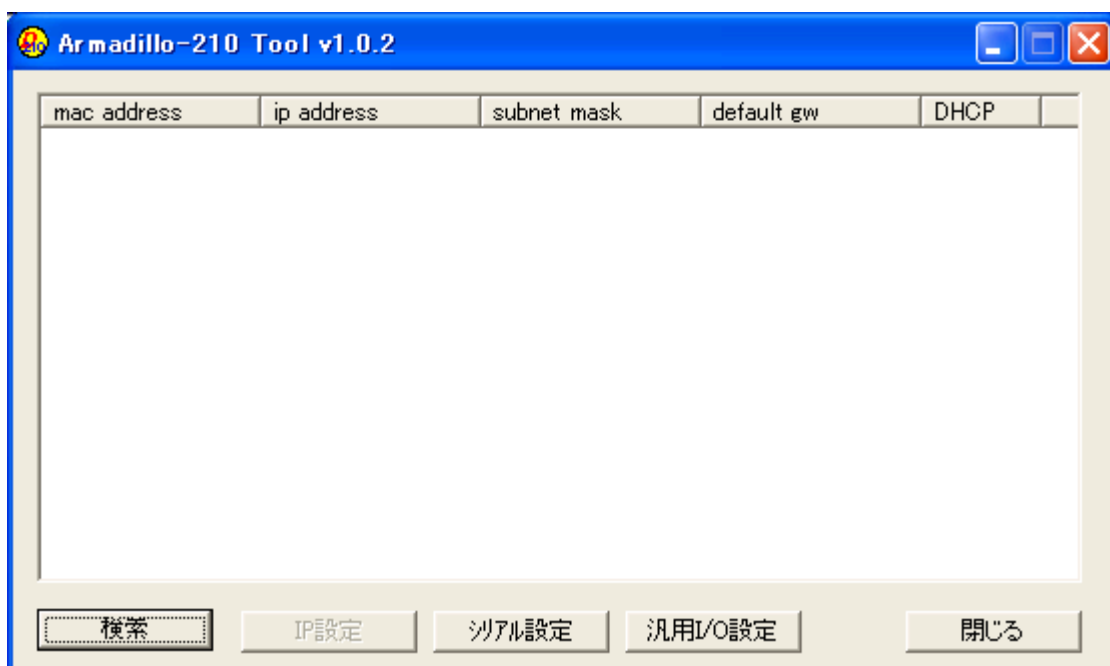 Armadillo-210 Tool v1.0.2
mac address ip address subnet mask default gw DHCP
検索 IP設定 シリアル設定 汎用I/O設定 閉じる